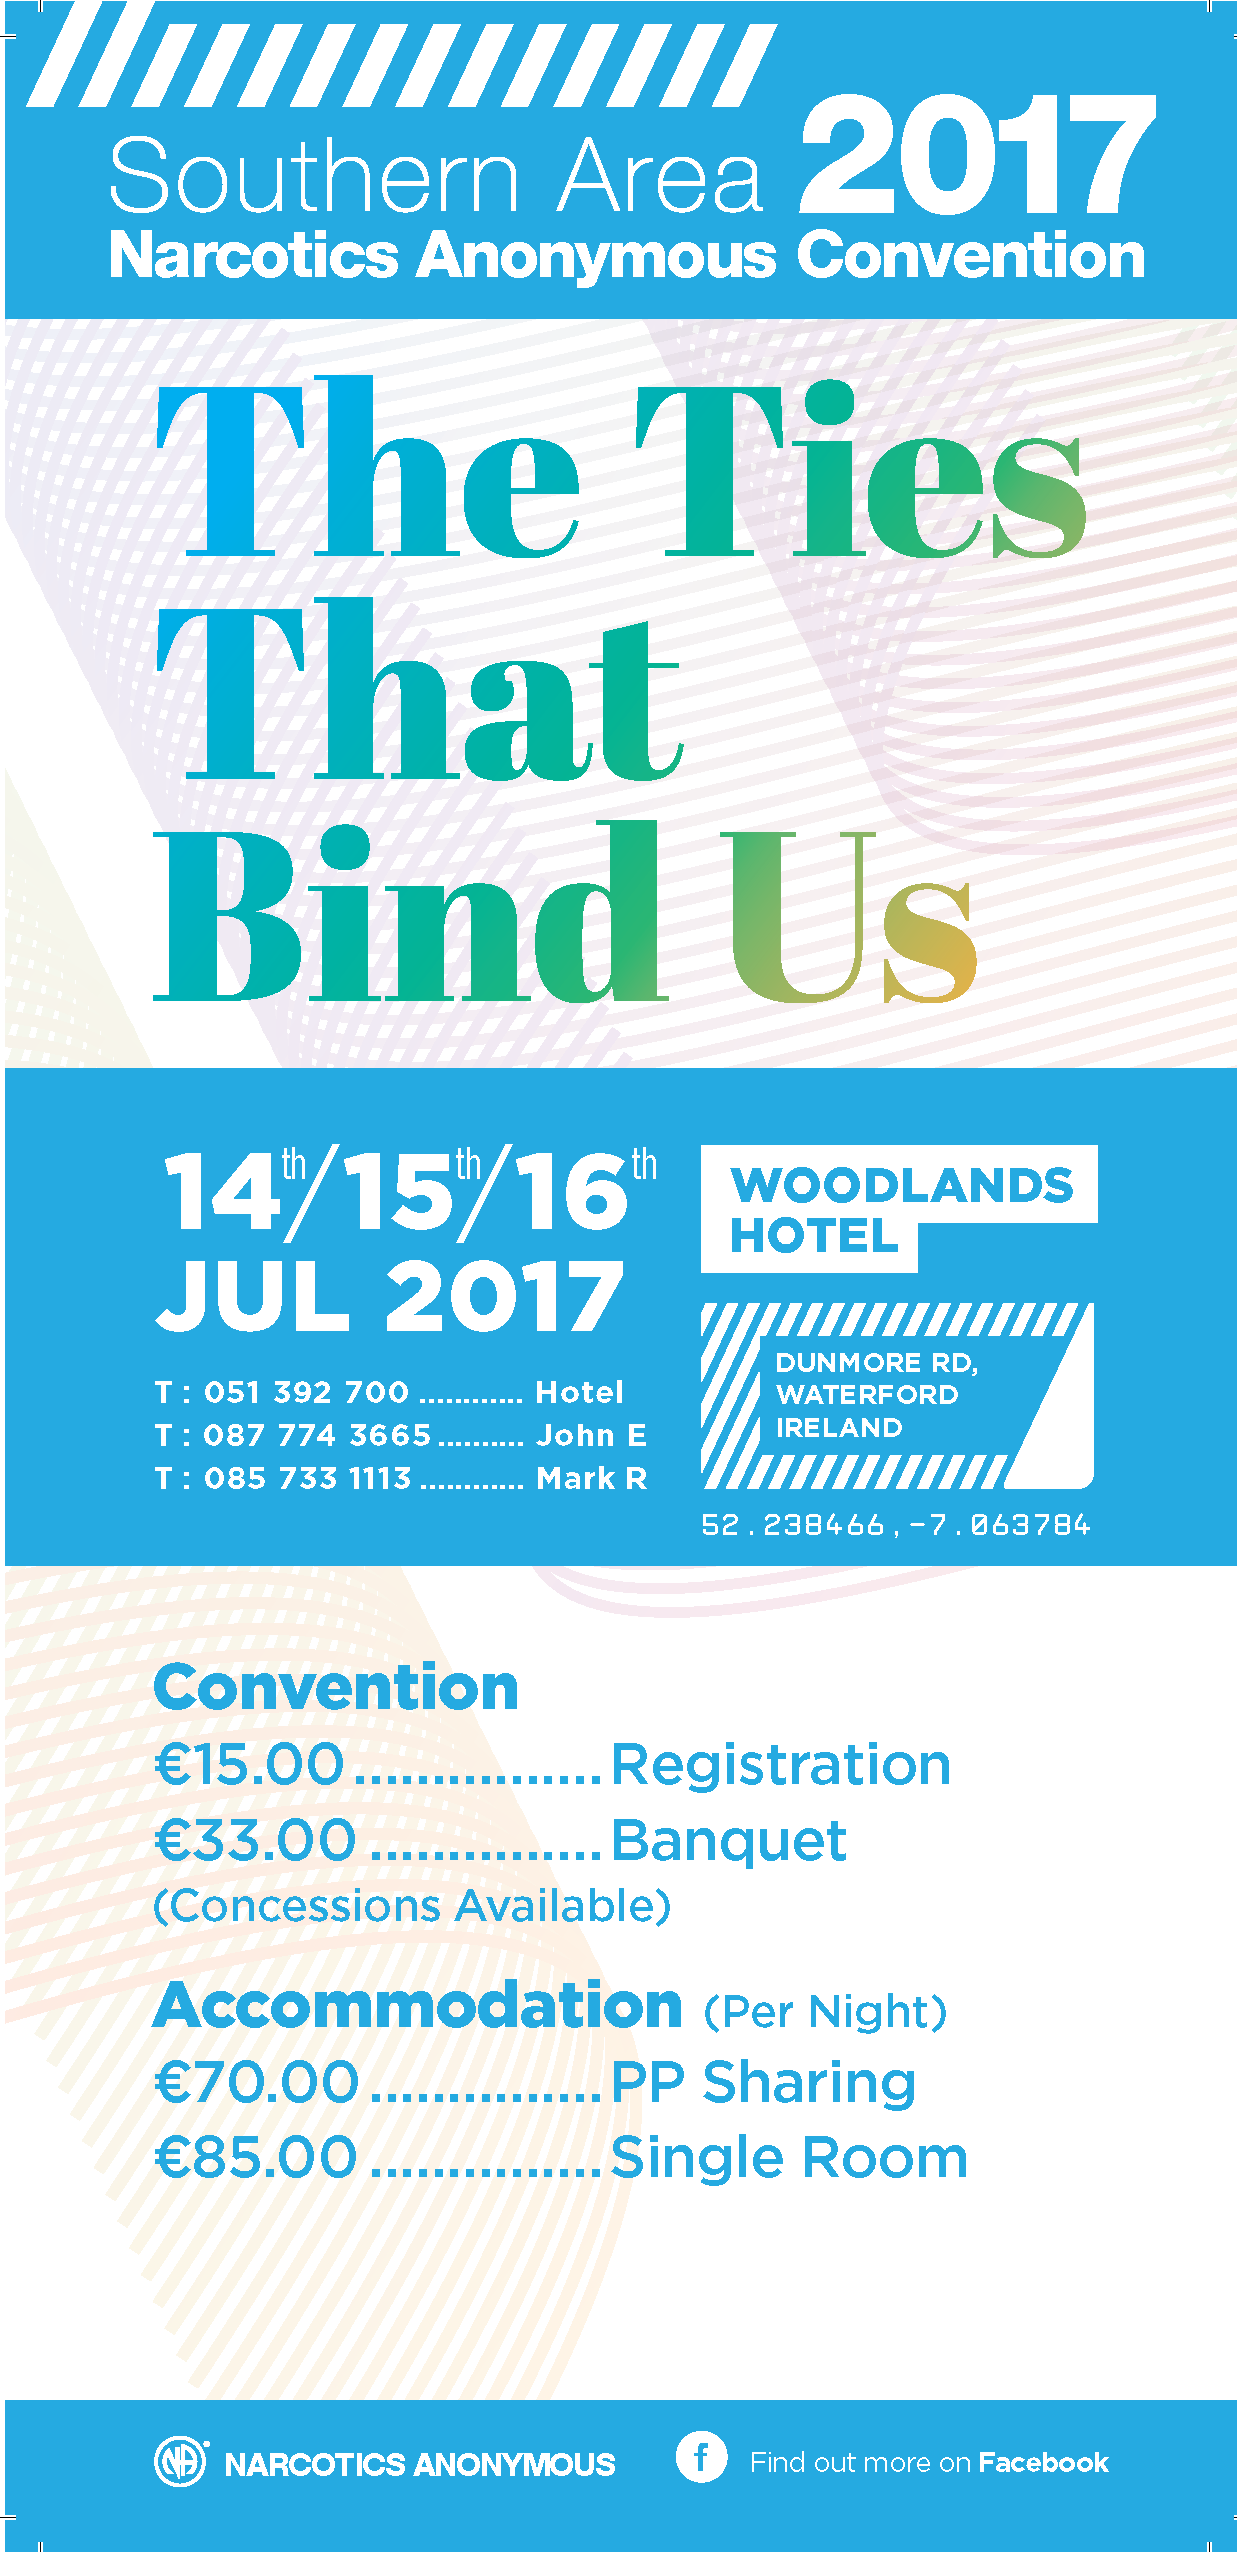 Southern Area 2017
Narcotics Anonymous Convention
The Ties
That
Bind Us
14th/15th/16th
JUL 2017
T : 051 392 700 ............ Hotel
T : 087 774 3665 .......... John E
T : 085 733 1113 ............ Mark R
WOODLANDS
HOTEL
DUNMORE RD,
WATERFORD
IRELAND
52.238466,-7.063784
Convention
€15.00 ................ Registration
€33.00 ............... Banquet
(Concessions Available)
Accommodation (Per Night)
€70.00 ............... PP Sharing
€85.00 ............... Single Room
NA NARCOTICS ANONYMOUS
f Find out more on Facebook